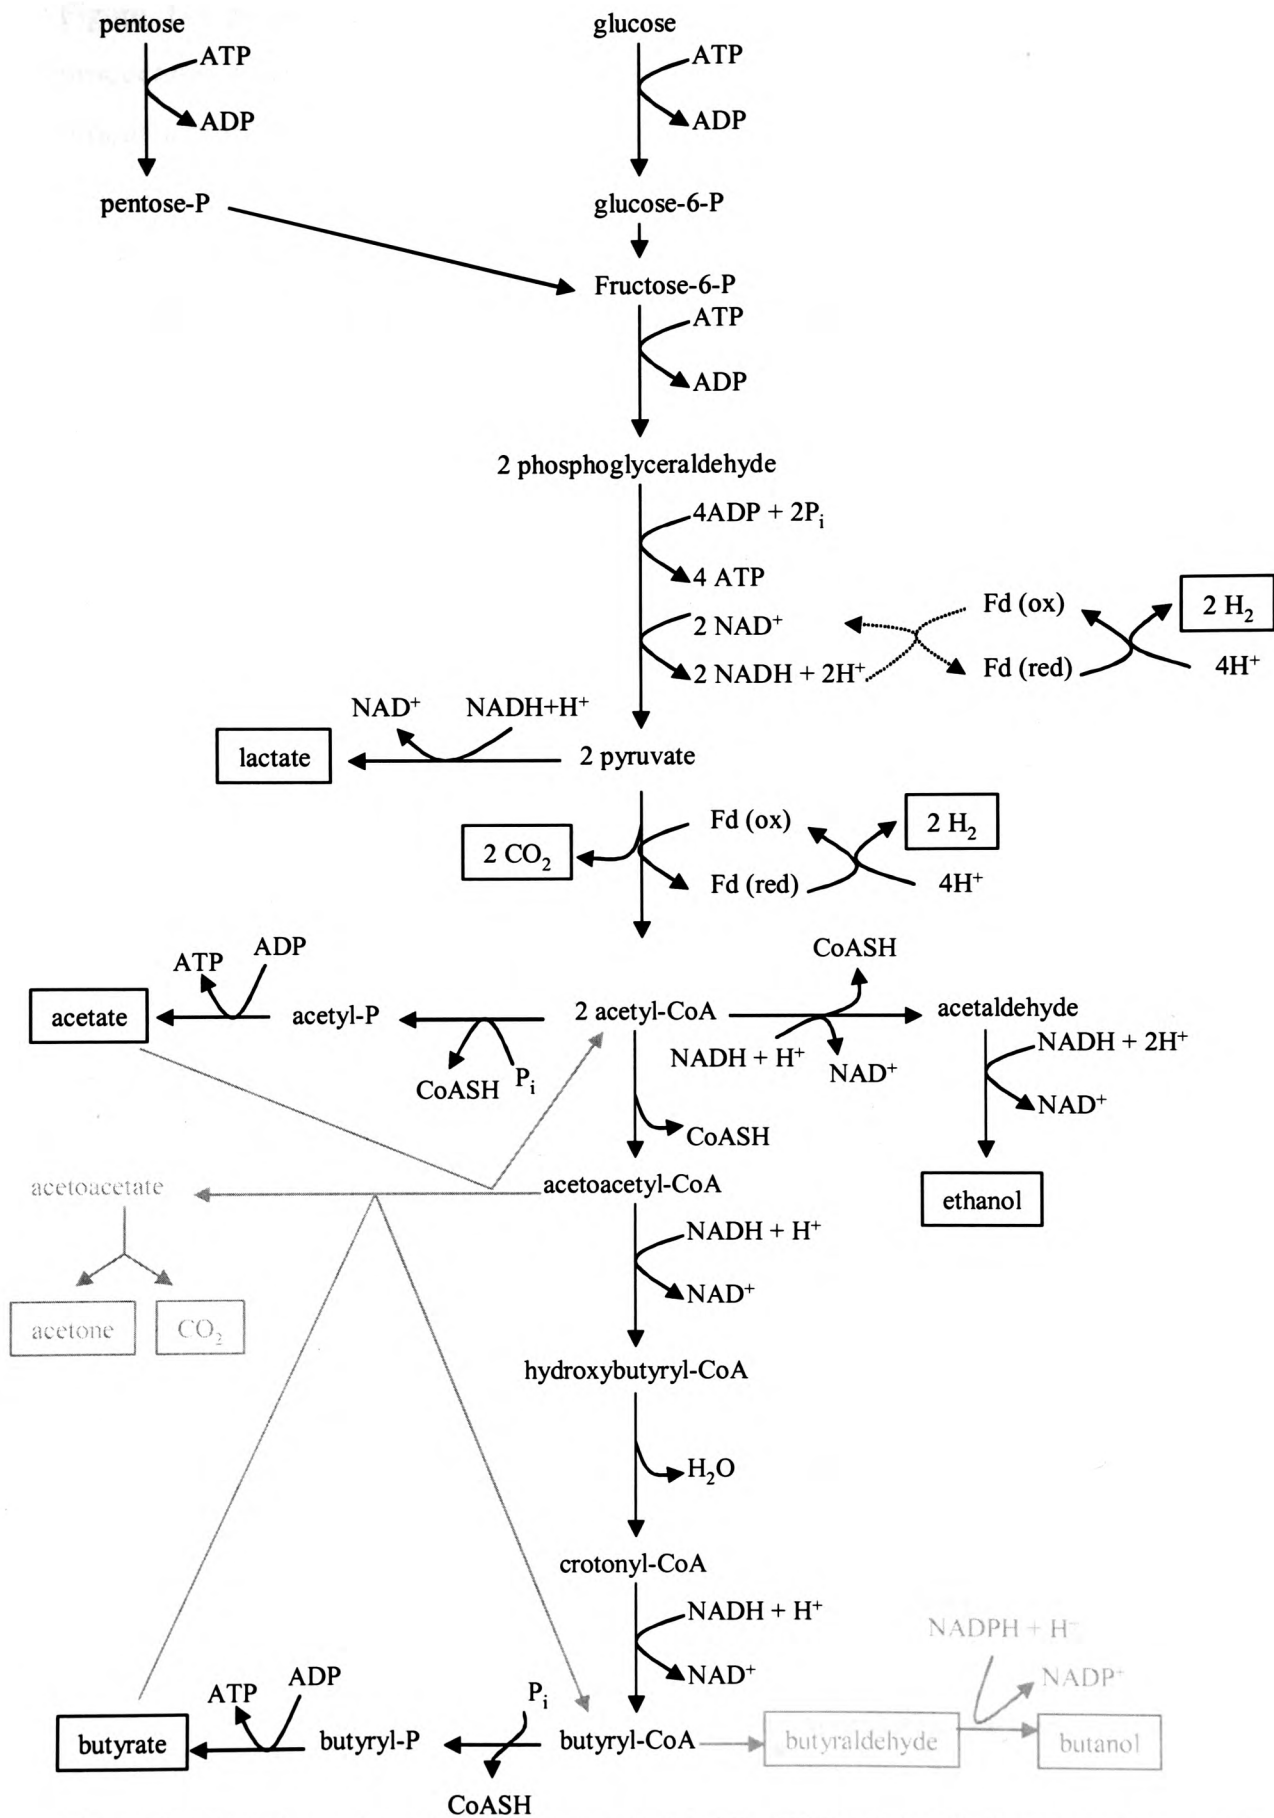 pentose
glucose
ATP
ATP
ADP
ADP
pentose-P
glucose-6-P
Fructose-6-P
ATP
ADP
2 phosphoglyceraldehyde
4ADP + 2Pᵢ
4 ATP
Fd (ox)
2 H₂
2 NAD⁺
2 NADH + 2H⁺
Fd (red)
4H⁺
NAD⁺
NADH+H⁺
lactate
2 pyruvate
Fd (ox)
2 H₂
2 CO₂
Fd (red)
4H⁺
CoASH
ATP
ADP
acetate
acetyl-P
2 acetyl-CoA
acetaldehyde
NADH + H⁺
NAD⁺
NADH + 2H⁺
CoASH
Pᵢ
NAD⁺
CoASH
acetoacetate
acetoacetyl-CoA
ethanol
NADH + H⁺
NAD⁺
acetone
CO₂
hydroxybutyryl-CoA
H₂O
crotonyl-CoA
NADH + H⁺
NADPH + H
NAD⁺
NADP⁺
ATP
ADP
Pᵢ
butyrate
butyryl-P
butyryl-CoA
butyraldehyde
butanol
CoASH